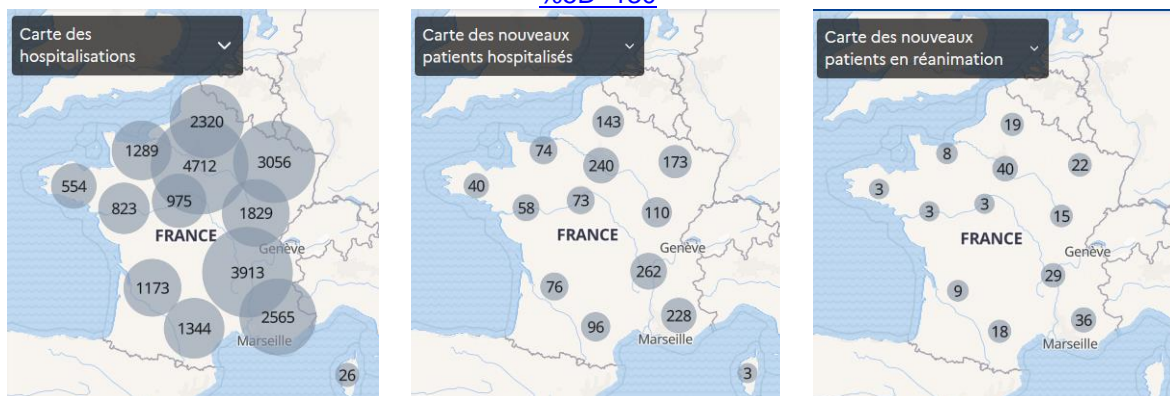 %3D=480
Carte des
hospitalisations
2320
1289
4712
3056
554
975
823
1829
FRANCE
Genève
3913
1173
2565
1344
Marseille
26
Carte des nouveaux
patients hospitalisés
143
74
240
173
40
73
58
110
FRANCE
Genève
262
76
228
96
Marseille
3
Carte des nouveaux
patients en réanimation
19
8
40
22
3
3
3
15
FRANCE
Genève
29
9
36
18
Marseille